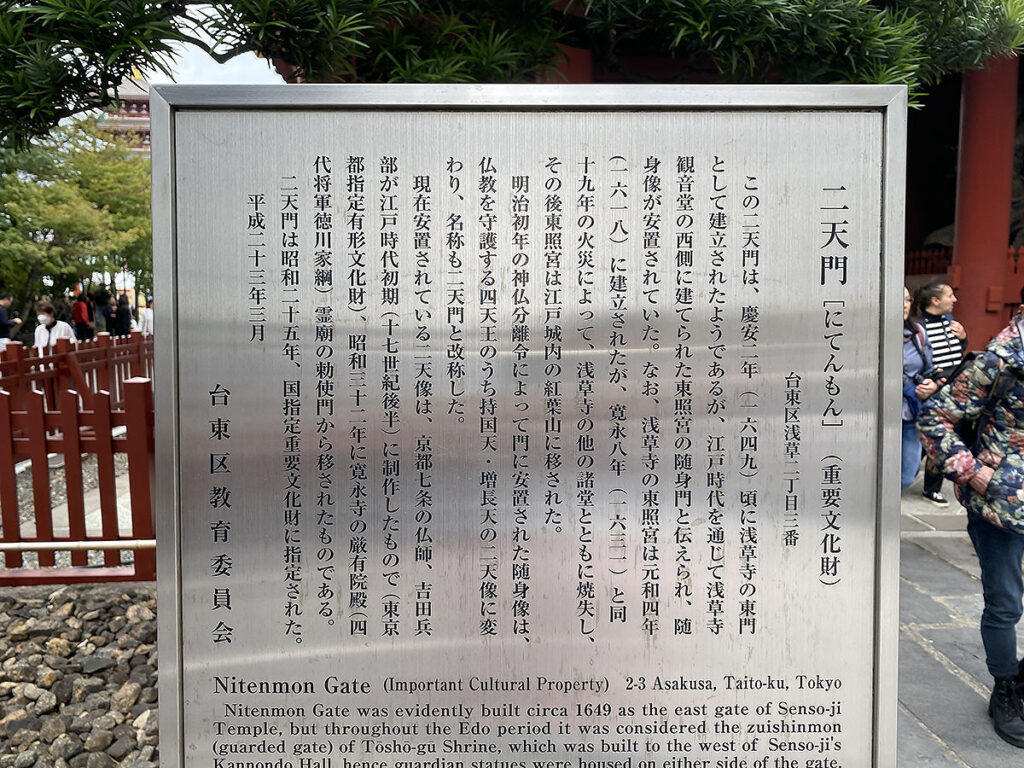 二天門［にてんもん］（重要文化財）
台東区浅草二丁目三番
この二天門は、慶安二年（一六四九）頃に浅草寺の東門
として建立されたようであるが、江戸時代を通じて浅草寺
観音堂の西側に建てられた東照宮の随身門と伝えられ、随
身像が安置されていた。なお、浅草寺の東照宮は元和四年
（一六一八）に建立されたが、寛永八年（一六三一）と同
十九年の火災によって、浅草寺の他の諸堂とともに焼失し、
その後東照宮は江戸城内の紅葉山に移された。
明治初年の神仏分離令によって門に安置された随身像は、
仏教を守護する四天王のうち持国天・増長天の二天像に変
わり、名称も二天門と改称した。
現在安置されている二天像は、京都七条の仏師、吉田兵
部が江戸時代初期（十七世紀後半）に制作したもので（東京
都指定有形文化財）、昭和三十二年に寛永寺の厳有院殿（四
代将軍徳川家綱）霊廟の勅使門から移されたものである。
二天門は昭和二十五年、国指定重要文化財に指定された。
平成二十三年三月
台東区教育委員会
Nitenmon Gate (Important Cultural Property) 2-3 Asakusa, Taito-ku, Tokyo
Nitenmon Gate was evidently built circa 1649 as the east gate of Senso-ji
Temple, but throughout the Edo period it was considered the zuishinmon
(guarded gate) of Tōshō-gū Shrine, which was built to the west of Senso-ji's
Kannondo Hall, hence guardian statues were housed on either side of the gate.